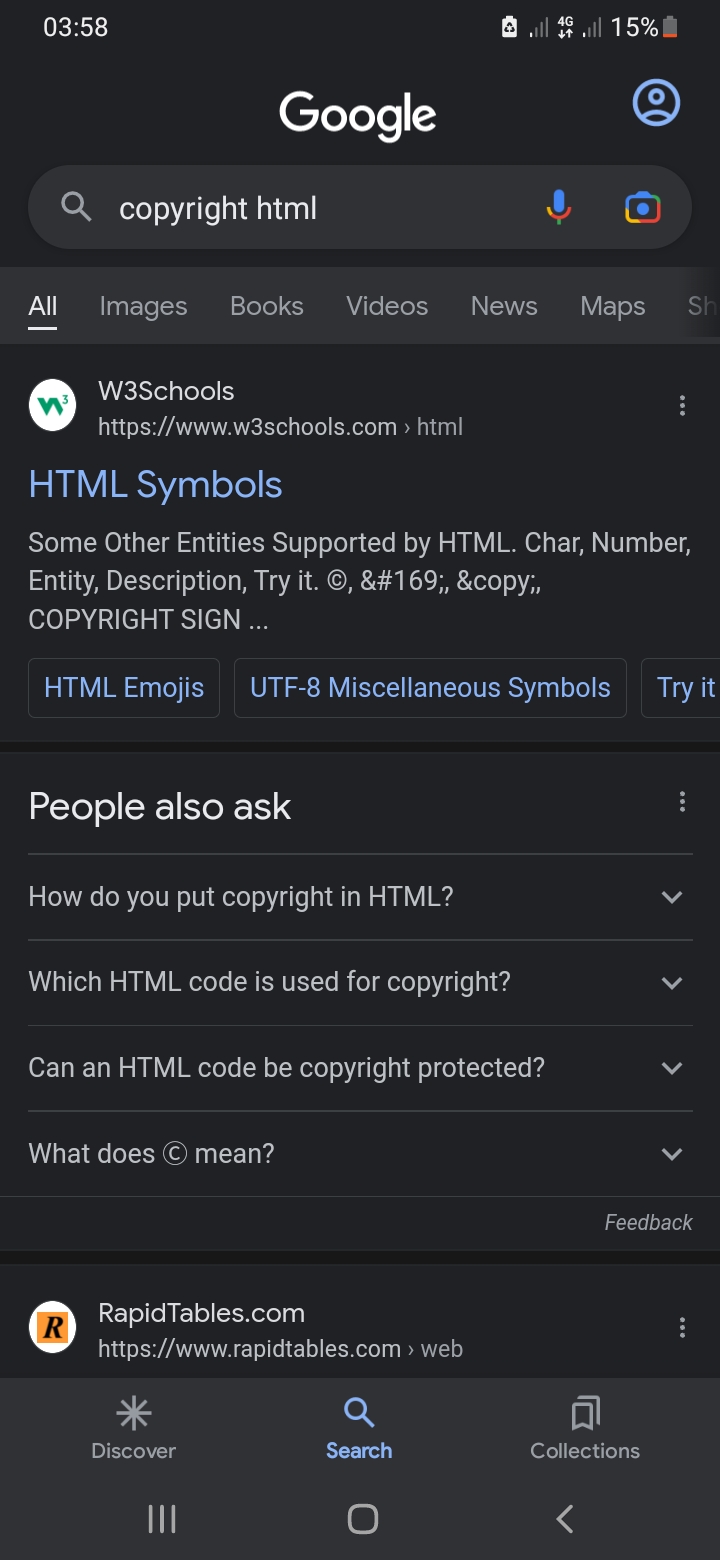 03:58
4G 15%
Google
copyright html
All Images Books Videos News Maps Sh
W3Schools
https://www.w3schools.com › html
HTML Symbols
Some Other Entities Supported by HTML. Char, Number,
Entity, Description, Try it. ©, &#169;, &copy;,
COPYRIGHT SIGN ...
HTML Emojis UTF-8 Miscellaneous Symbols Try it
People also ask
How do you put copyright in HTML?
Which HTML code is used for copyright?
Can an HTML code be copyright protected?
What does Ⓒ mean?
Feedback
R RapidTables.com
https://www.rapidtables.com › web
Discover Search Collections